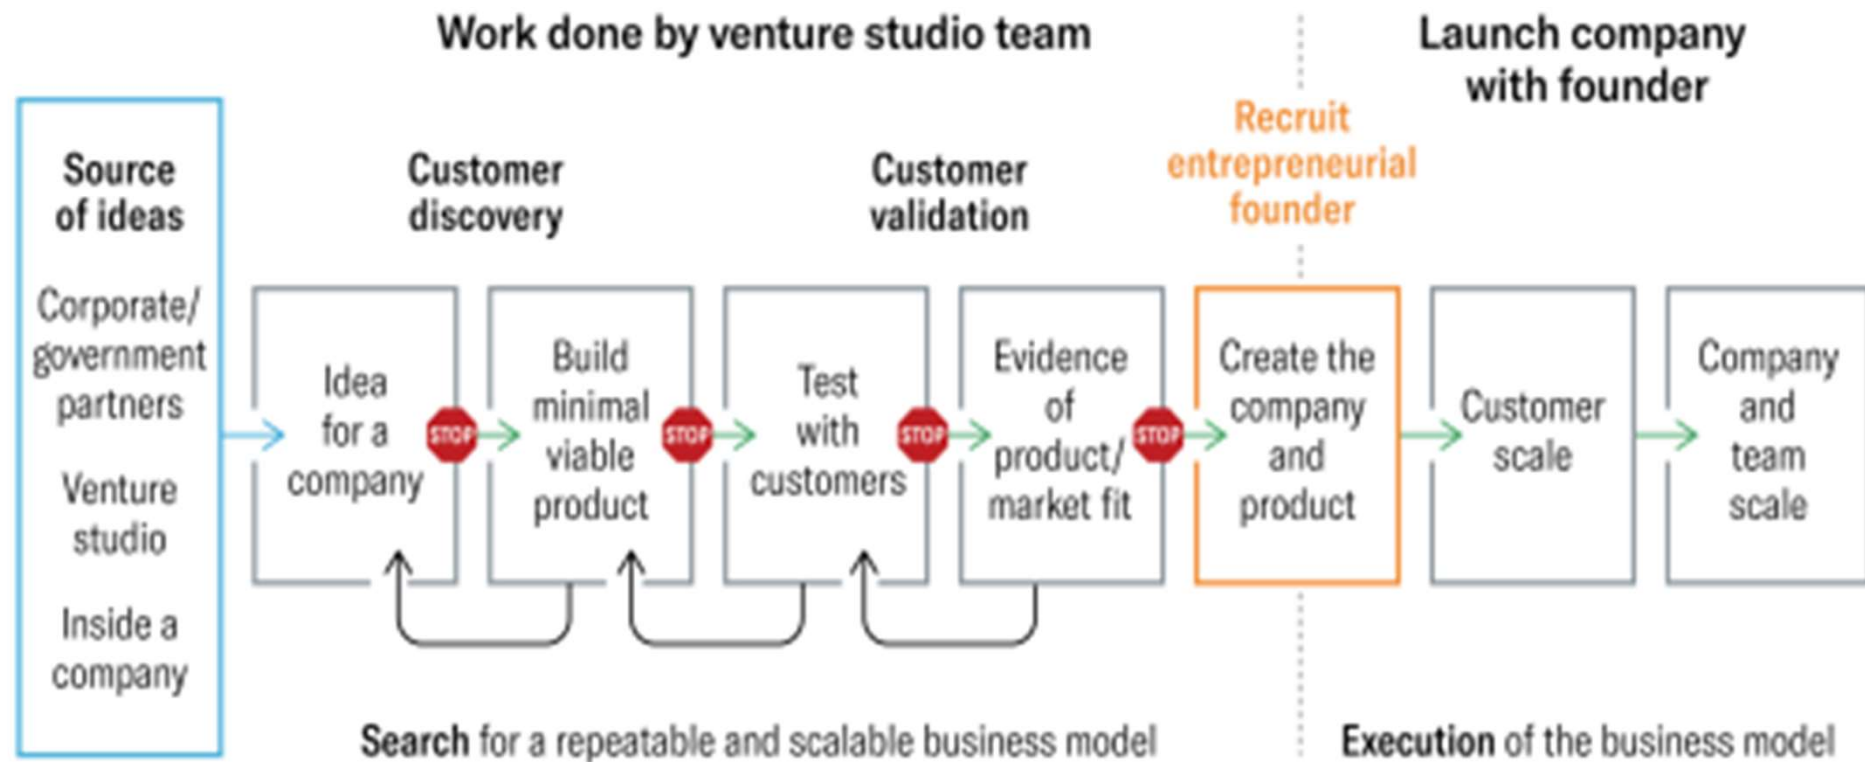 Work done by venture studio team
Launch company
with founder
Recruit
entrepreneurial
founder
Source
of ideas
Corporate/
government
partners
Venture
studio
Inside a
company
Customer
discovery
Customer
validation
Idea
for a
company
STOP
Build
minimal
viable
product
STOP
Test
with
customers
STOP
Evidence
of
product/
market fit
STOP
Create the
company
and
product
Customer
scale
Company
and
team
scale
Search for a repeatable and scalable business model
Execution of the business model